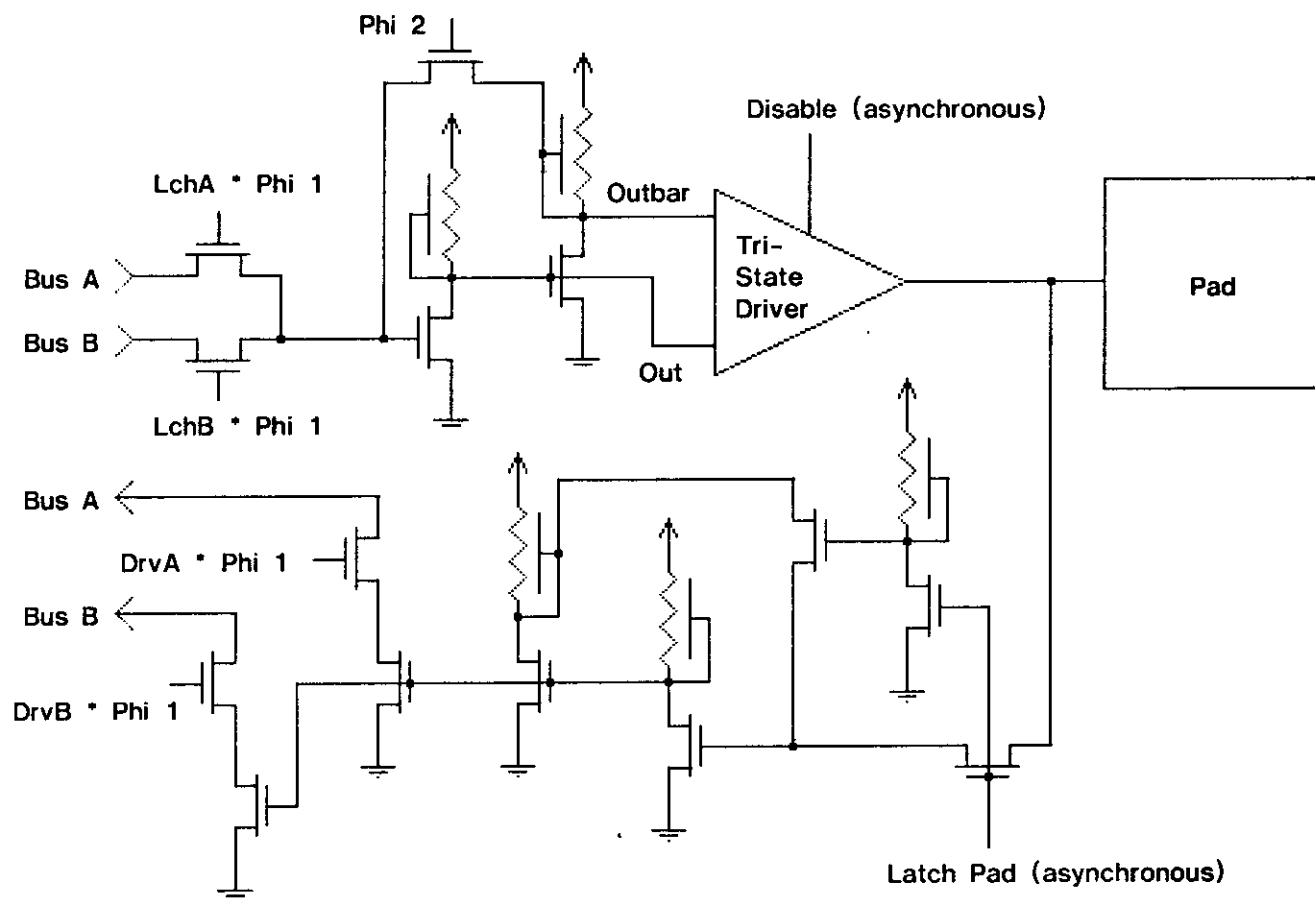 Phi 2
Disable (asynchronous)
LchA * Phi 1
Outbar
Bus A
Tri-
State
Driver
Pad
Bus B
Out
LchB * Phi 1
Bus A
DrvA * Phi 1
Bus B
DrvB * Phi 1
Latch Pad (asynchronous)